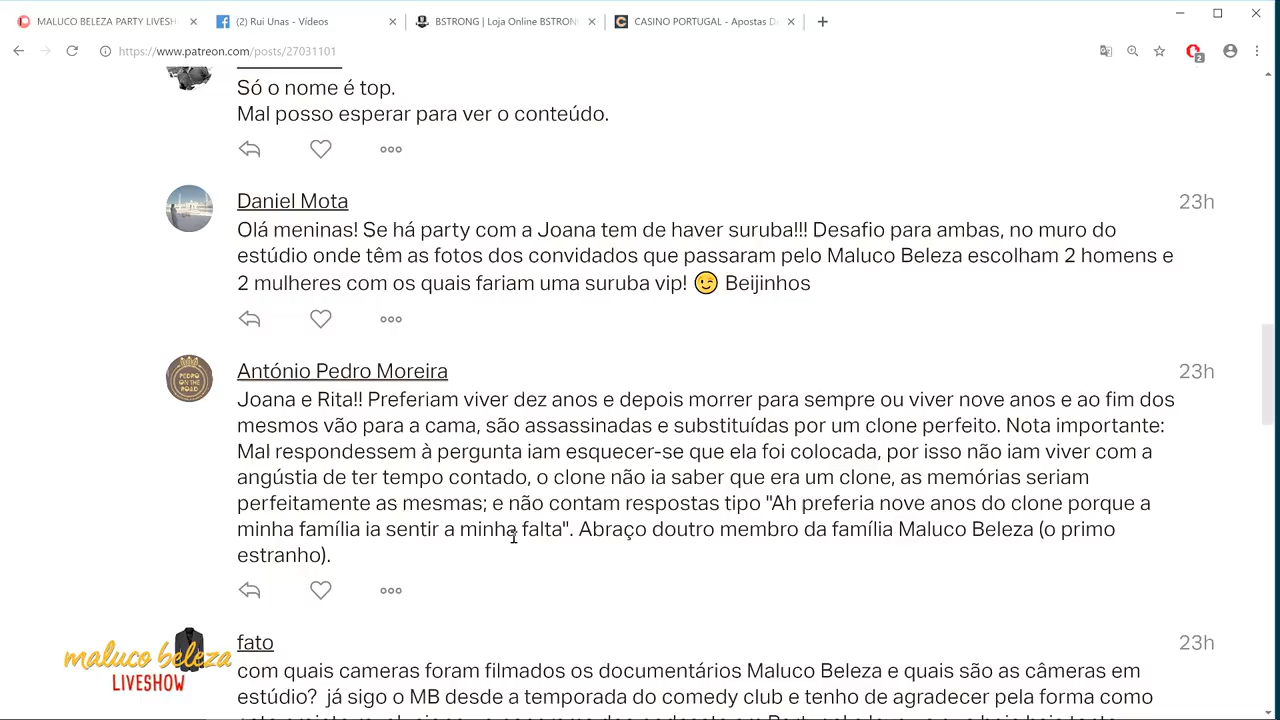 MALUCO BELEZA PARTY LIVESH
(2) Rui Unas - Vídeos
BSTRONG | Loja Online BSTRON
CASINO PORTUGAL - Apostas D
https://www.patreon.com/posts/27031101
2
Só o nome é top.
Mal posso esperar para ver o conteúdo.
Daniel Mota
23h
Olá meninas! Se há party com a Joana tem de haver suruba!!! Desafio para ambas, no muro do
estúdio onde têm as fotos dos convidados que passaram pelo Maluco Beleza escolham 2 homens e
2 mulheres com os quais fariam uma suruba vip! 😉 Beijinhos
PEDRO
ON THE
ROAD
António Pedro Moreira
23h
Joana e Rita!! Preferiam viver dez anos e depois morrer para sempre ou viver nove anos e ao fim dos
mesmos vão para a cama, são assassinadas e substituídas por um clone perfeito. Nota importante:
Mal respondessem à pergunta iam esquecer-se que ela foi colocada, por isso não iam viver com a
angústia de ter tempo contado, o clone não ia saber que era um clone, as memórias seriam
perfeitamente as mesmas; e não contam respostas tipo "Ah preferia nove anos do clone porque a
minha família ia sentir a minha falta". Abraço doutro membro da família Maluco Beleza (o primo
estranho).
maluco beleza
LIVESHOW
fato
23h
com quais cameras foram filmados os documentários Maluco Beleza e quais são as câmeras em
estúdio? já sigo o MB desde a temporada do comedy club e tenho de agradecer pela forma como